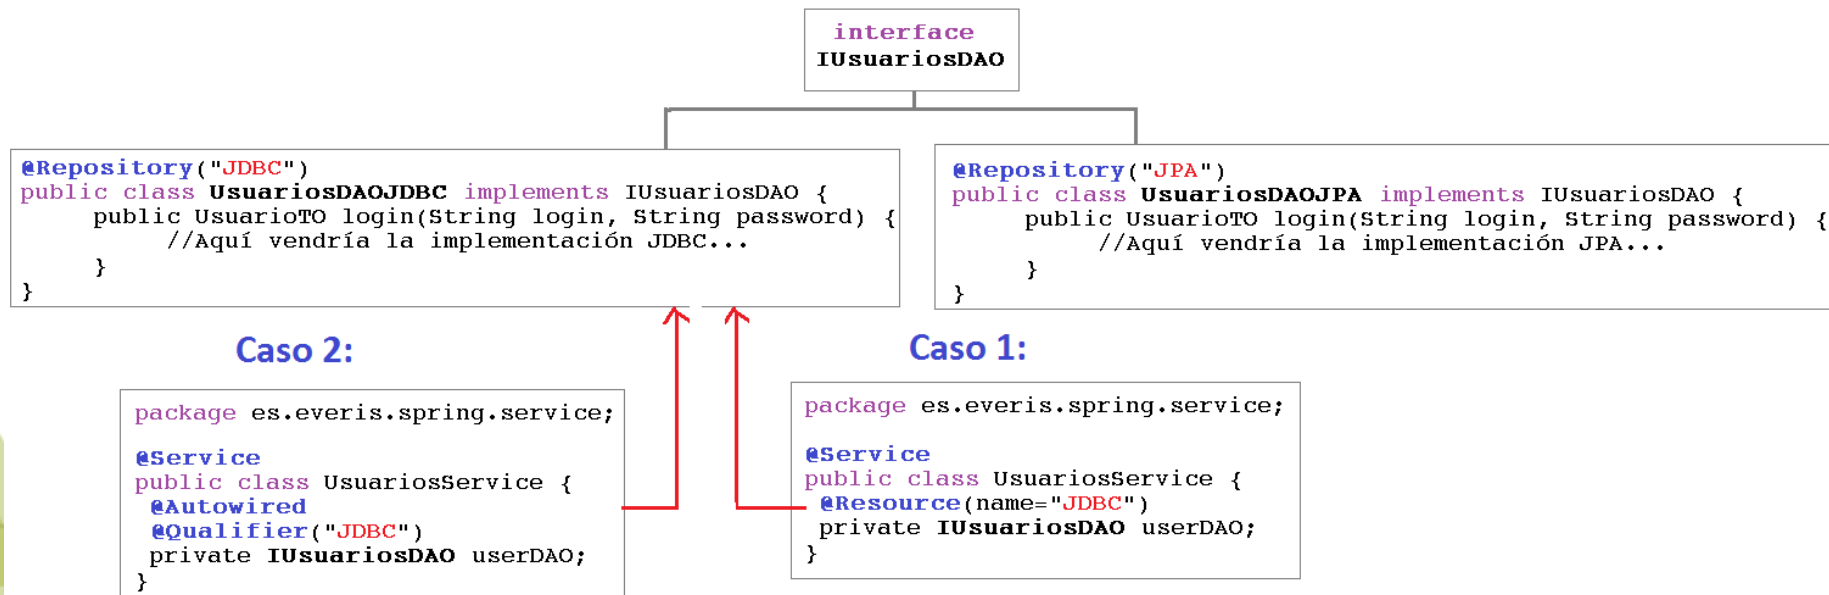 interface
IUsuariosDAO
@Repository("JDBC")
public class UsuariosDAOJDBC implements IUsuariosDAO {
public UsuarioTO login(String login, String password) {
//Aquí vendría la implementación JDBC...
}
}
@Repository("JPA")
public class UsuariosDAOJPA implements IUsuariosDAO {
public UsuarioTO login(String login, String password) {
//Aquí vendría la implementación JPA...
}
}
Caso 2:
package es.everis.spring.service;
@Service
public class UsuariosService {
@Autowired
@Qualifier("JDBC")
private IUsuariosDAO userDAO;
}
Caso 1:
package es.everis.spring.service;
@Service
public class UsuariosService {
@Resource(name="JDBC")
private IUsuariosDAO userDAO;
}